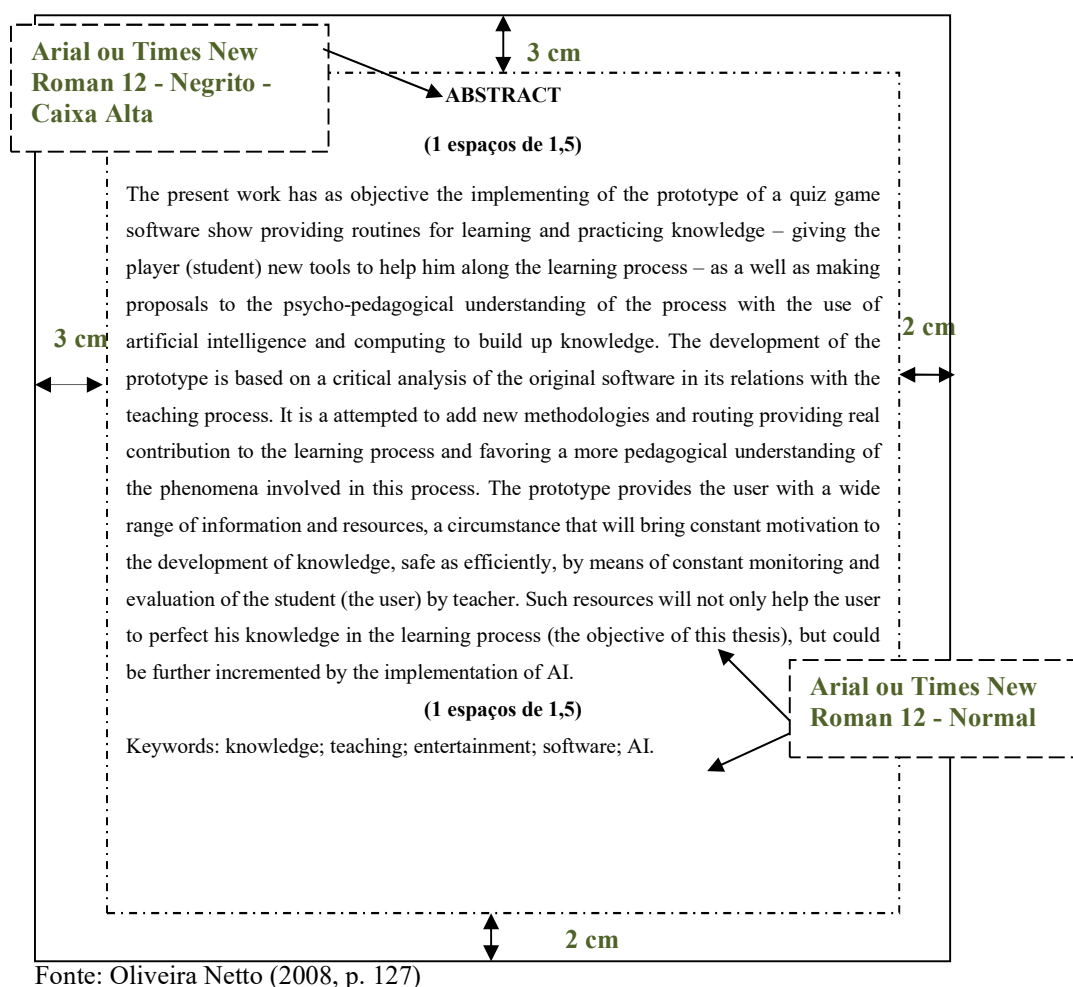 Arial ou Times New
Roman 12 - Negrito -
Caixa Alta
3 cm
ABSTRACT
(1 espaços de 1,5)
The present work has as objective the implementing of the prototype of a quiz game
software show providing routines for learning and practicing knowledge – giving the
player (student) new tools to help him along the learning process – as a well as making
proposals to the psycho-pedagogical understanding of the process with the use of
artificial intelligence and computing to build up knowledge. The development of the
prototype is based on a critical analysis of the original software in its relations with the
teaching process. It is a attempted to add new methodologies and routing providing real
contribution to the learning process and favoring a more pedagogical understanding of
the phenomena involved in this process. The prototype provides the user with a wide
range of information and resources, a circumstance that will bring constant motivation to
the development of knowledge, safe as efficiently, by means of constant monitoring and
evaluation of the student (the user) by teacher. Such resources will not only help the user
to perfect his knowledge in the learning process (the objective of this thesis), but could
be further incremented by the implementation of AI.
3 cm
2 cm
(1 espaços de 1,5)
Arial ou Times New
Roman 12 - Normal
Keywords: knowledge; teaching; entertainment; software; AI.
2 cm
Fonte: Oliveira Netto (2008, p. 127)